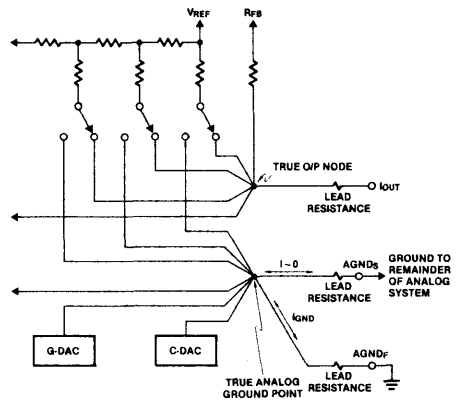 VREF
RFB
TRUE O/P NODE
IOUT
LEAD
RESISTANCE
I~0
AGNDS
GROUND TO
REMAINDER
OF ANALOG
SYSTEM
LEAD
RESISTANCE
IGND
G-DAC
C-DAC
AGNDF
LEAD
RESISTANCE
TRUE ANALOG
GROUND POINT